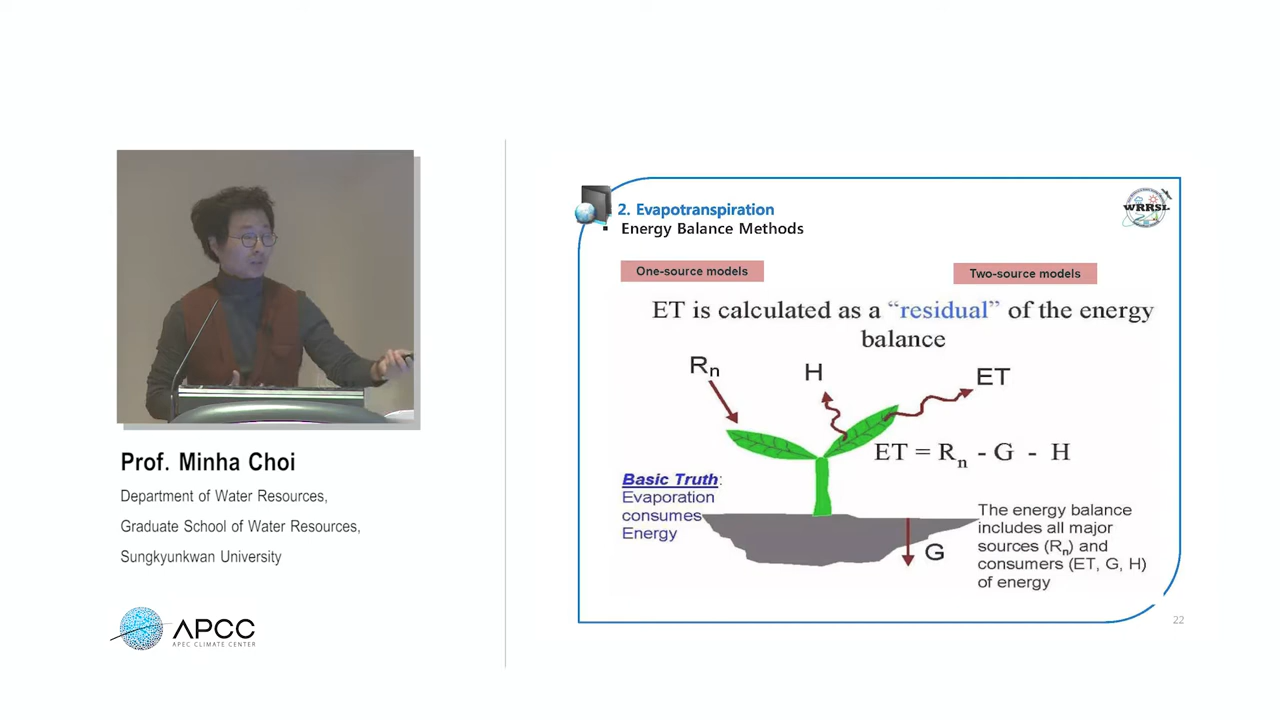 Prof. Minha Choi
Department of Water Resources,
Graduate School of Water Resources,
Sungkyunkwan University
APCC
APEC CLIMATE CENTER
2. Evapotranspiration
▪ Energy Balance Methods
WRRSL
One-source models
Two-source models
ET is calculated as a “residual” of the energy
balance
Rn
H
ET
ET = Rn - G - H
Basic Truth:
Evaporation
consumes
Energy
G
The energy balance
includes all major
sources (Rn) and
consumers (ET, G, H)
of energy
22